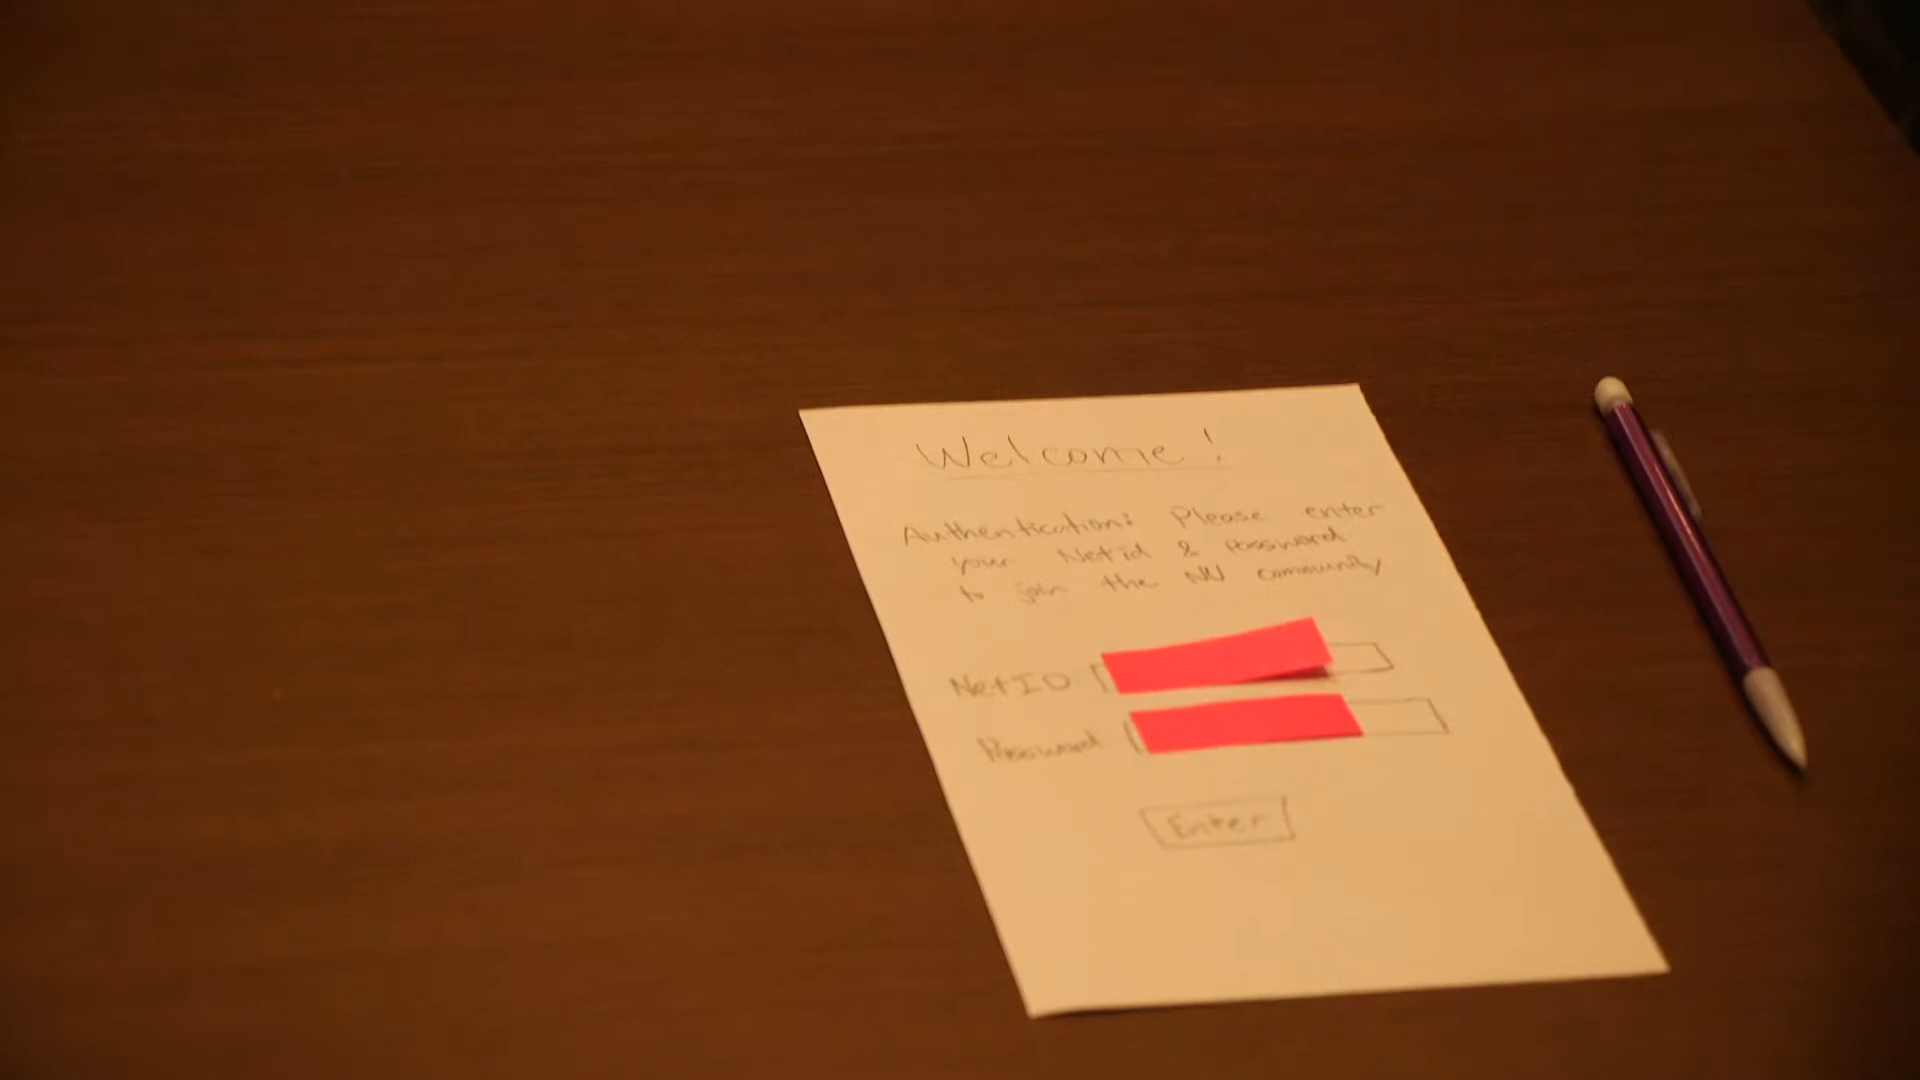 Welcome!
Authentication: Please enter
your Netid & Password
to join the NU community
NetID
Password
Enter